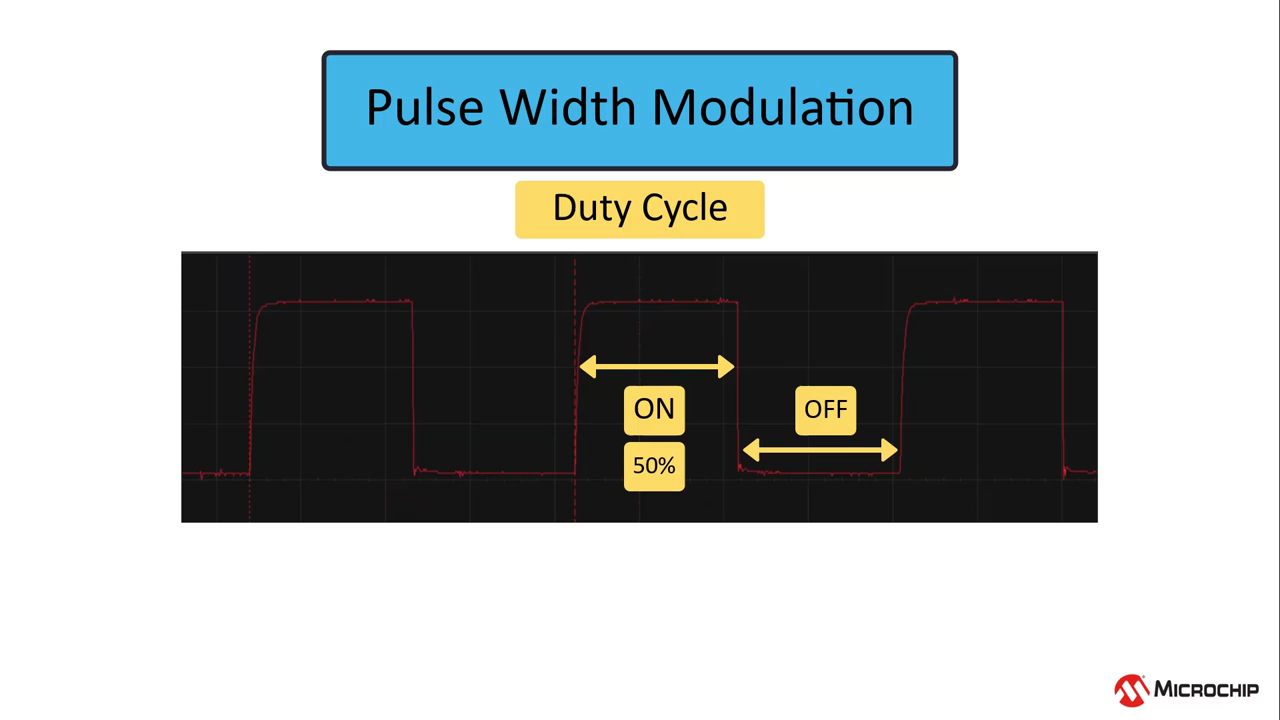 Pulse Width Modulation
Duty Cycle
ON
OFF
50%
MICROCHIP